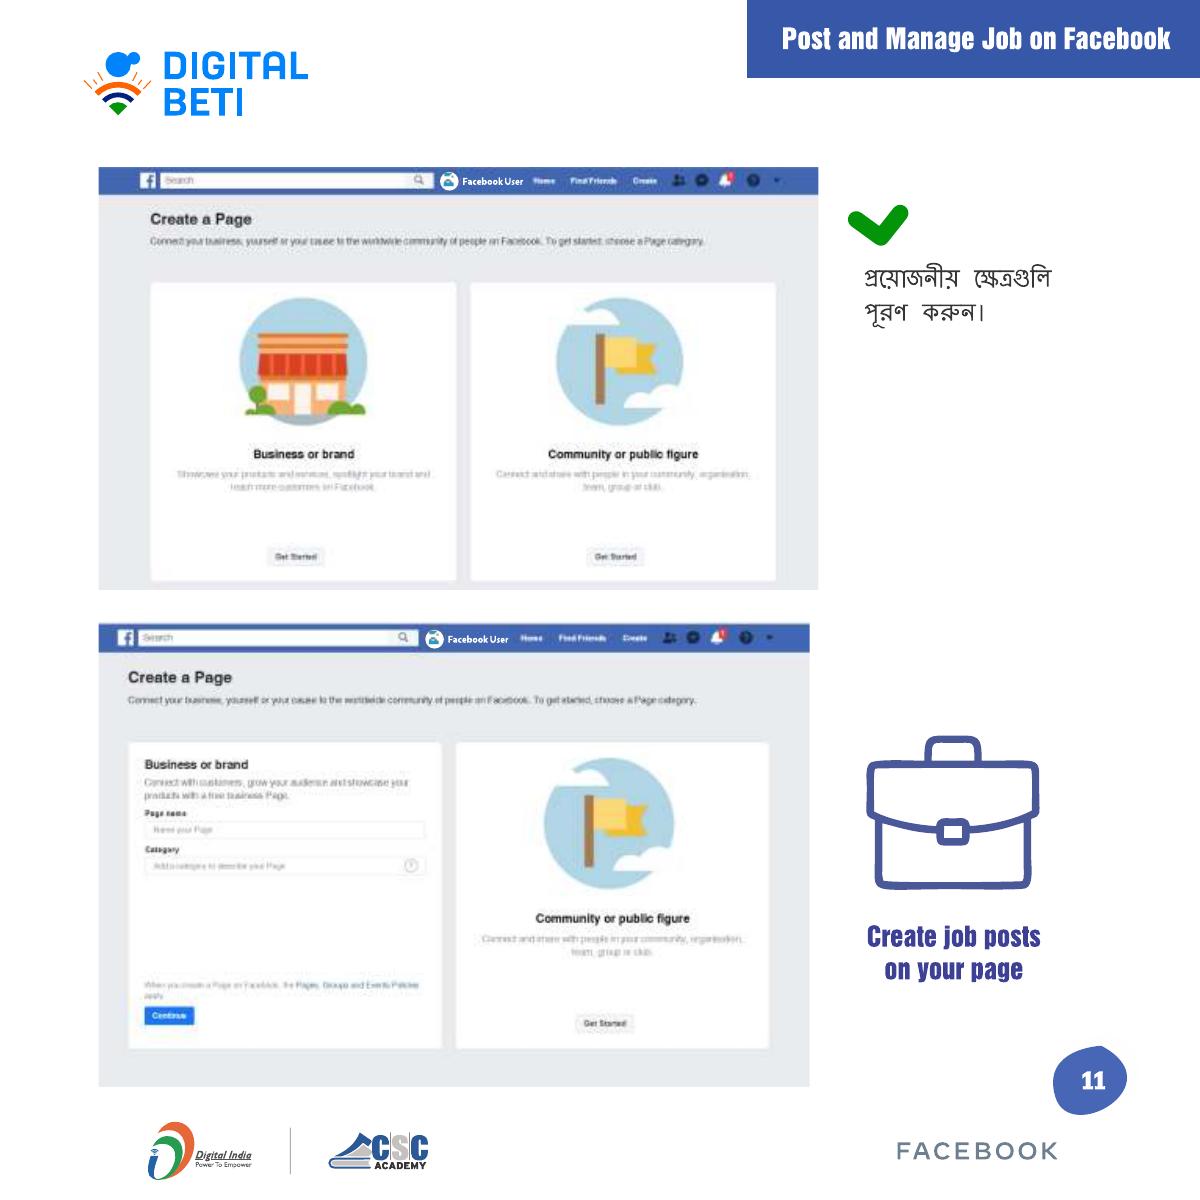 Post and Manage Job on Facebook
DIGITAL
BETI
Search
Facebook User Home Find Friends Create
Create a Page
Connect your business, yourself or your cause to the worldwide community of people on Facebook. To get started, choose a Page category.
প্রয়োজনীয় ক্ষেত্রগুলি
পূরণ করুন।
Business or brand
Showcase your products and services, spotlight your brand and
reach more customers on Facebook.
Get Started
Community or public figure
Connect and share with people in your community, organisation,
team, group or club.
Get Started
Search
Facebook User Home Find Friends Create
Create a Page
Connect your business, yourself or your cause to the worldwide community of people on Facebook. To get started, choose a Page category.
Business or brand
Connect with customers, grow your audience and showcase your
products with a free business Page.
Page name
Name your Page
Category
Add a category to describe your Page
When you create a Page on Facebook, the Pages, Groups and Events Policies
apply.
Continue
Community or public figure
Connect and share with people in your community, organisation,
team, group or club.
Get Started
Create job posts
on your page
11
Digital India
Power To Empower
CSC
ACADEMY
FACEBOOK